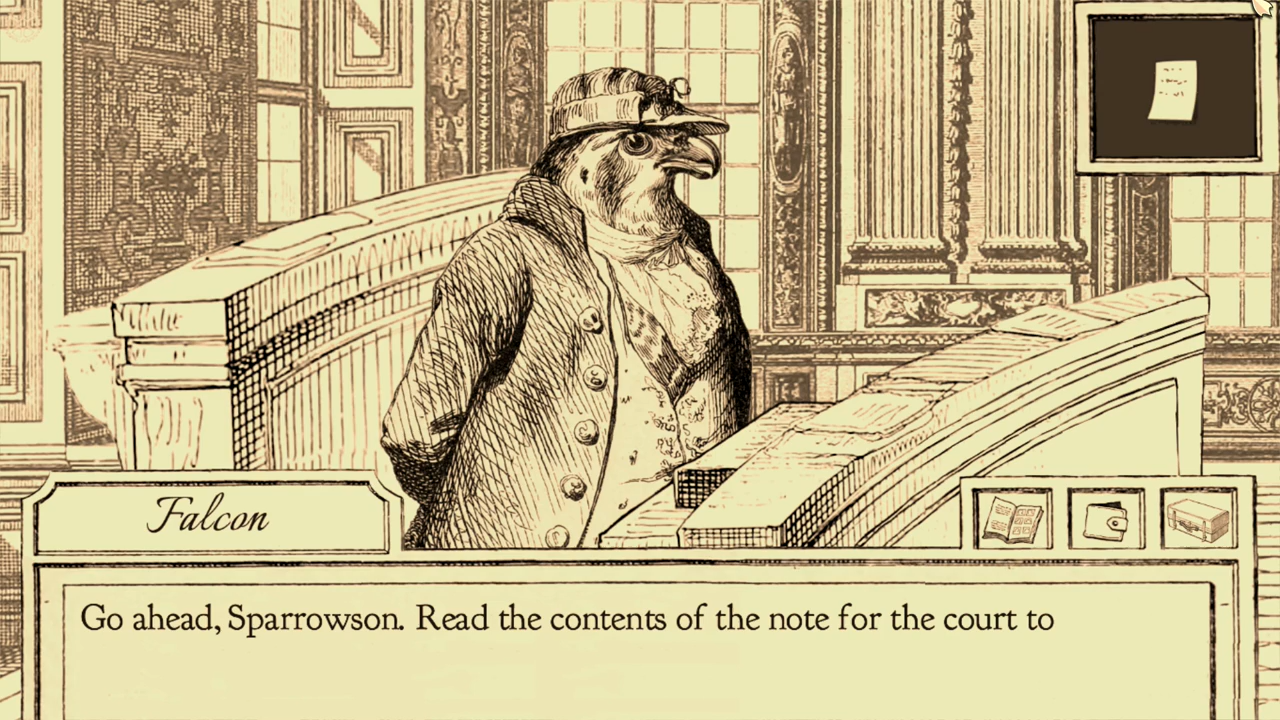 Falcon
Go ahead, Sparrowson. Read the contents of the note for the court to